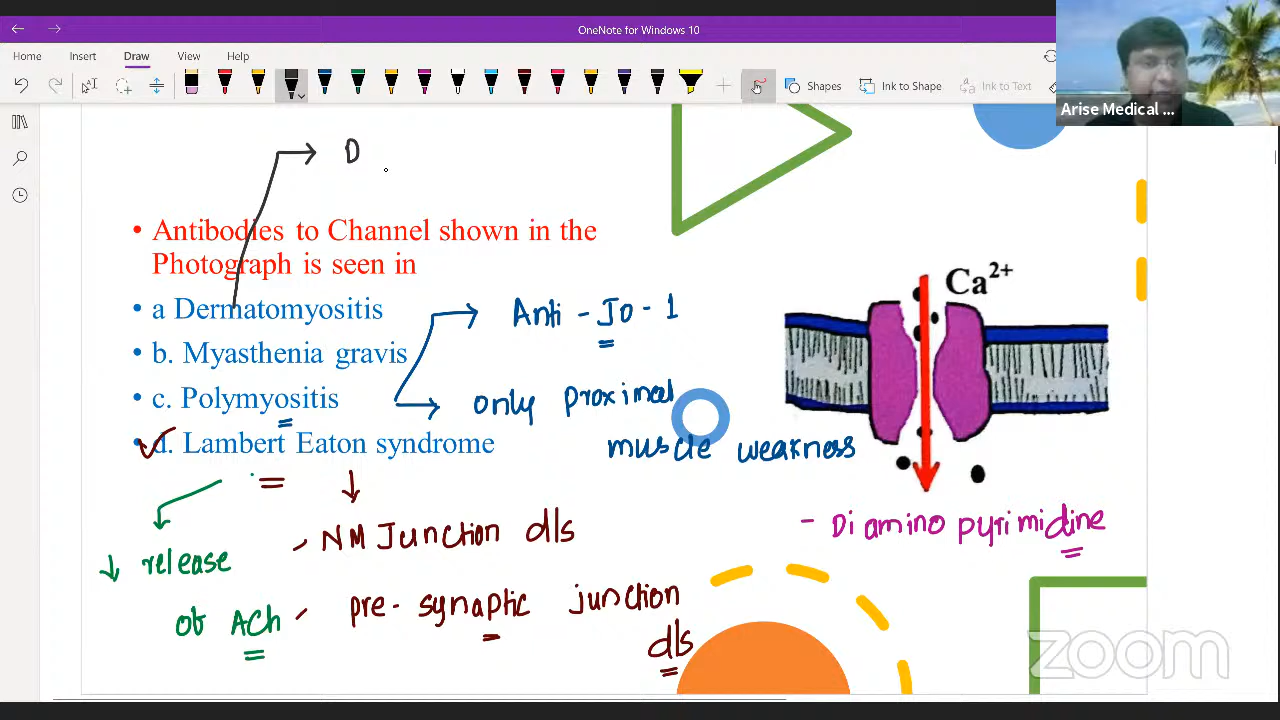 OneNote for Windows 10
Home Insert Draw View Help
Shapes Ink to Shape Ink to Text
Arise Medical ...
D
• Antibodies to Channel shown in the
Photograph is seen in
• a Dermatomyositis
• b. Myasthenia gravis
• c. Polymyositis
• d. Lambert Eaton syndrome
Anti - Jo - 1
only proximal
muscle weakness
Ca2+
- Diamino pyrimidine
↓ release
of ACh
- NM Junction dls
- pre-synaptic junction
dls
zoom